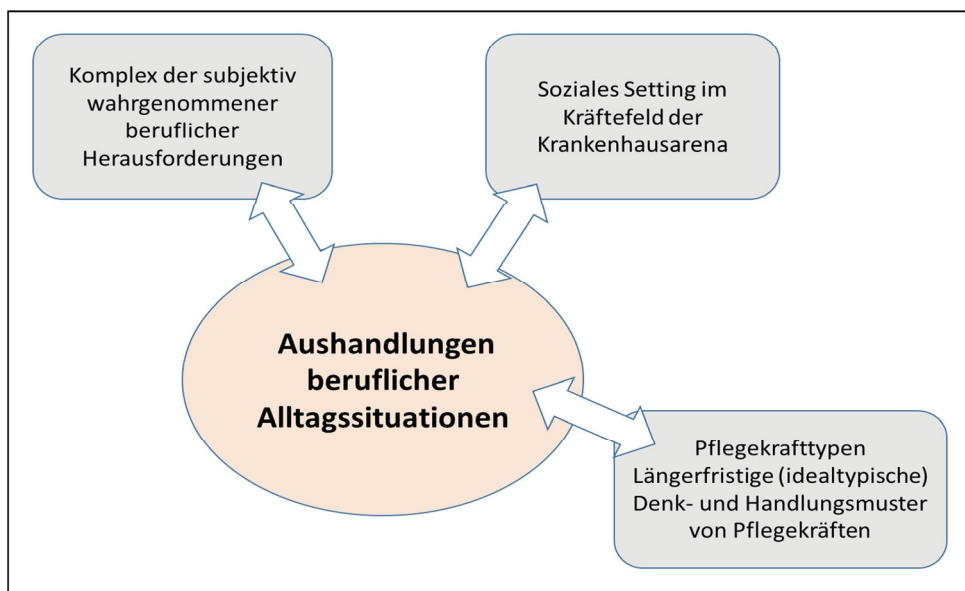 Komplex der subjektiv
wahrgenommener
beruflicher
Herausforderungen
Soziales Setting im
Kräftefeld der
Krankenhausarena
Aushandlungen
beruflicher
Alltagssituationen
Pflegekrafttypen
Längerfristige (idealtypische)
Denk- und Handlungsmuster
von Pflegekräften